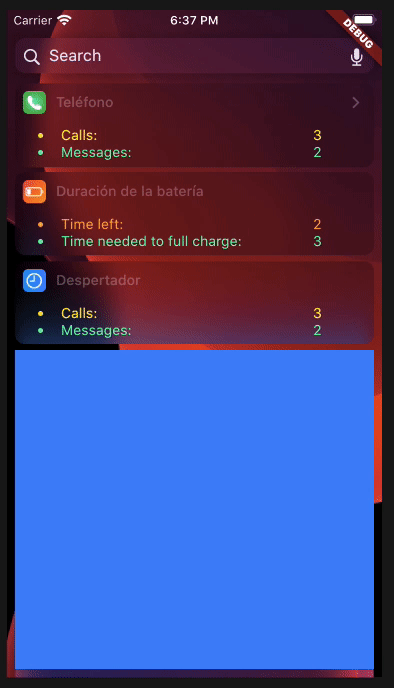 Carrier 6:37 PM
DEBUG
Search
Teléfono
• Calls: 3
• Messages: 2
Duración de la batería
• Time left: 2
• Time needed to full charge: 3
Despertador
• Calls: 3
• Messages: 2